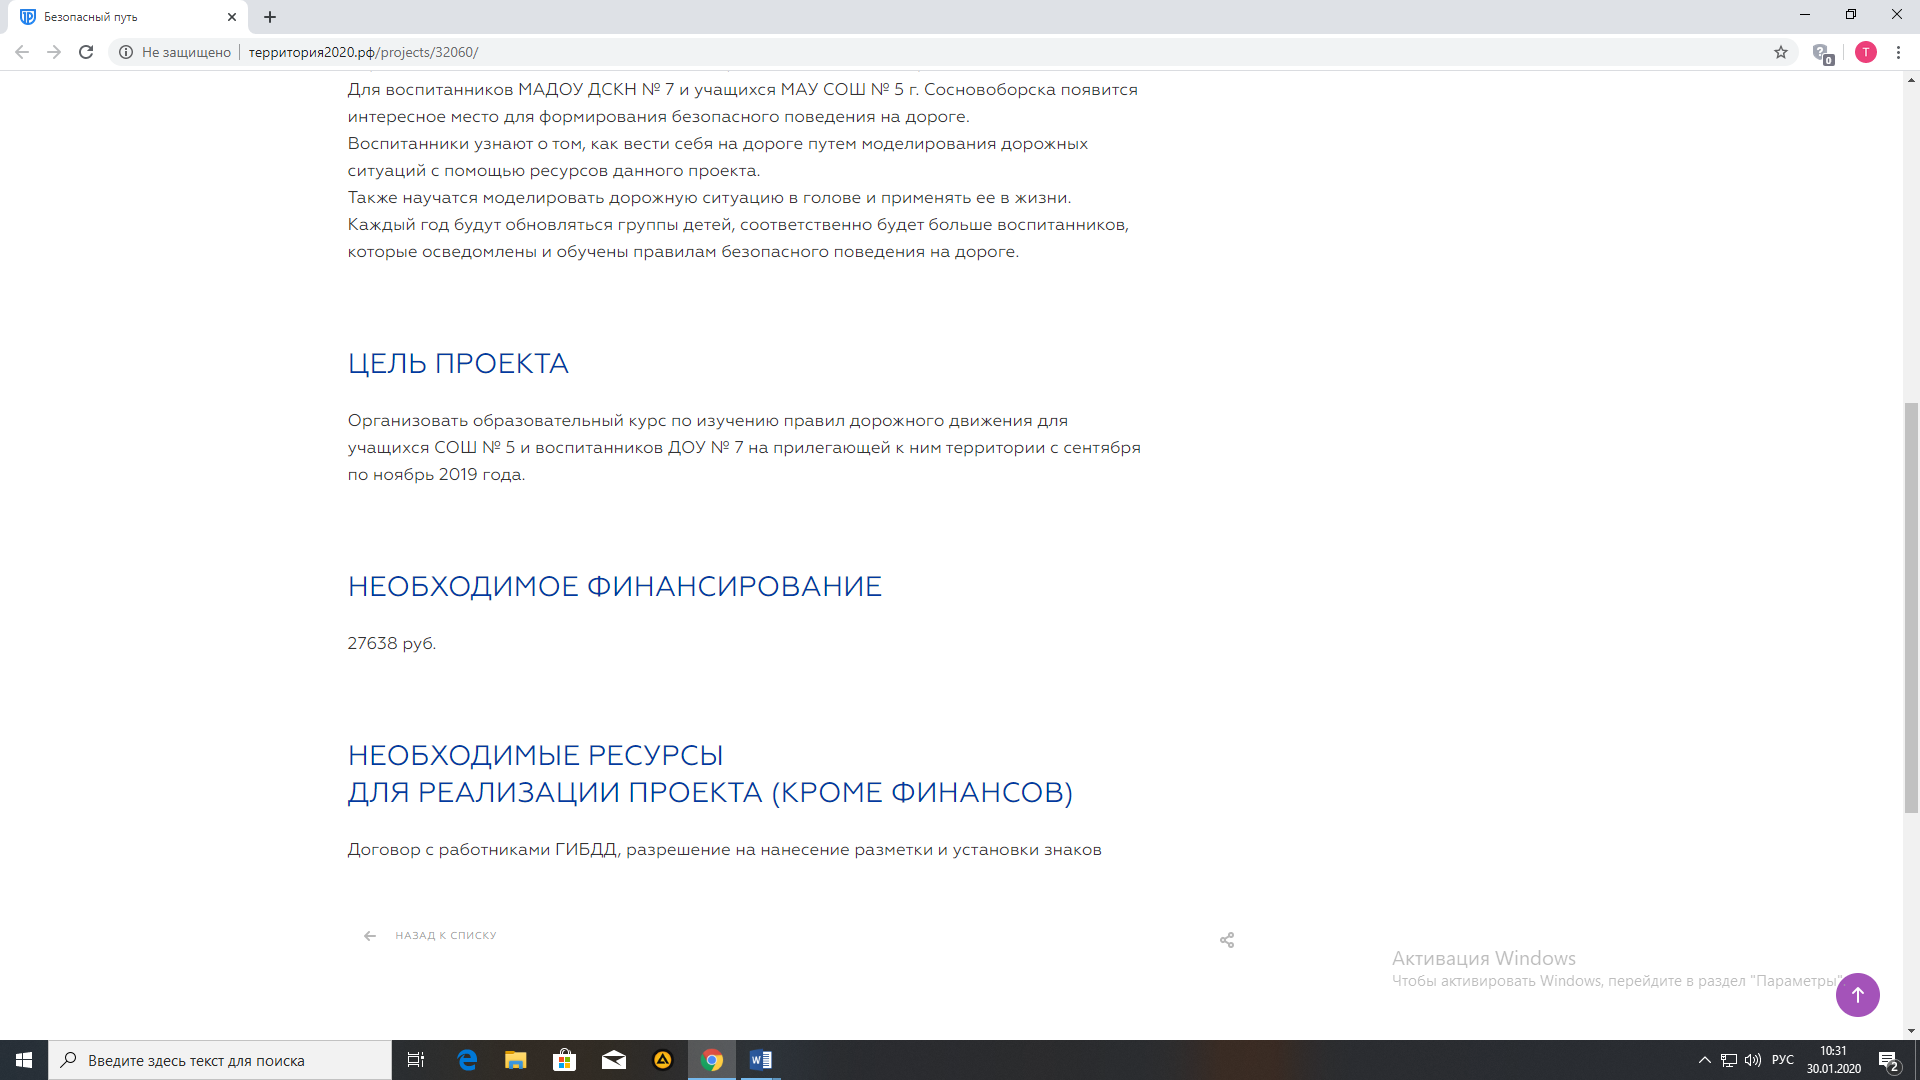 Безопасный путь
Не защищено
территория2020.рф/projects/32060/
0
T
Для воспитанников МАДОУ ДСКН № 7 и учащихся МАУ СОШ № 5 г. Сосновоборска появится
интересное место для формирования безопасного поведения на дороге.
Воспитанники узнают о том, как вести себя на дороге путем моделирования дорожных
ситуаций с помощью ресурсов данного проекта.
Также научатся моделировать дорожную ситуацию в голове и применять ее в жизни.
Каждый год будут обновляться группы детей, соответственно будет больше воспитанников,
которые осведомлены и обучены правилам безопасного поведения на дороге.
ЦЕЛЬ ПРОЕКТА
Организовать образовательный курс по изучению правил дорожного движения для
учащихся СОШ № 5 и воспитанников ДОУ № 7 на прилегающей к ним территории с сентября
по ноябрь 2019 года.
НЕОБХОДИМОЕ ФИНАНСИРОВАНИЕ
27638 руб.
НЕОБХОДИМЫЕ РЕСУРСЫ
ДЛЯ РЕАЛИЗАЦИИ ПРОЕКТА (КРОМЕ ФИНАНСОВ)
Договор с работниками ГИБДД, разрешение на нанесение разметки и установки знаков
НАЗАД К СПИСКУ
Активация Windows
Чтобы активировать Windows, перейдите в раздел "Параметры".
Введите здесь текст для поиска
РУС
10:31
30.01.2020
2